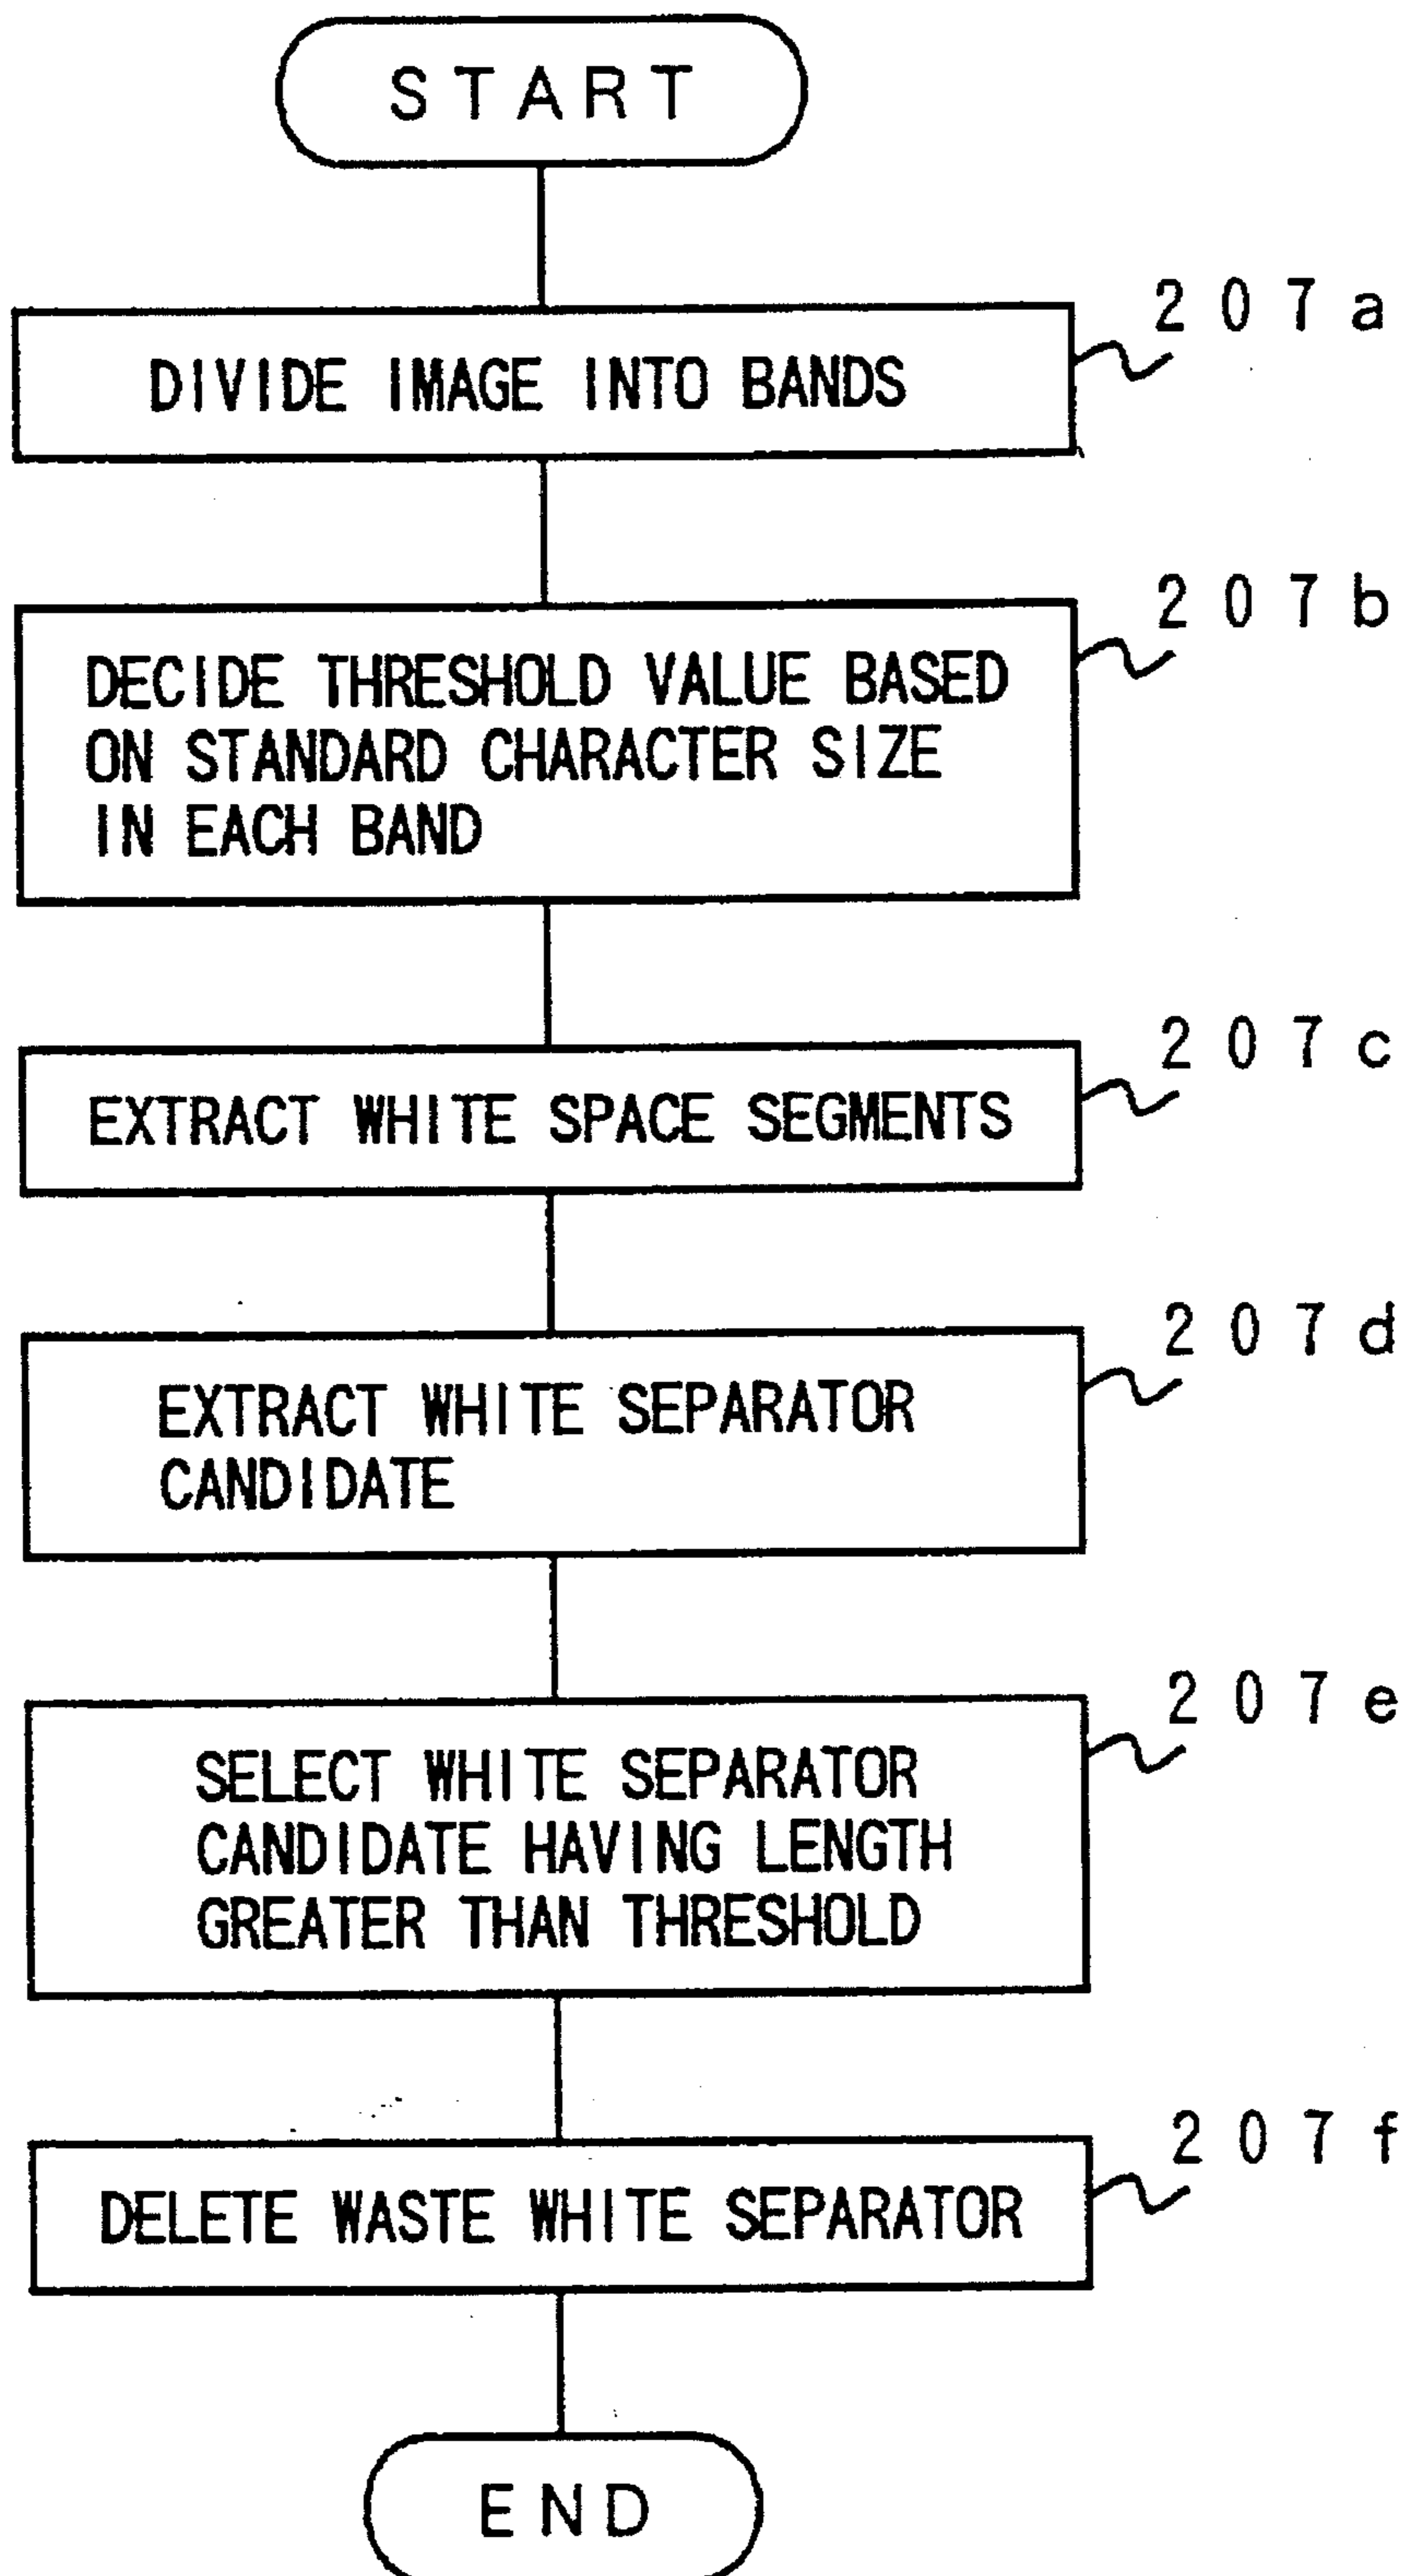 START
207a
DIVIDE IMAGE INTO BANDS
207b
DECIDE THRESHOLD VALUE BASED
ON STANDARD CHARACTER SIZE
IN EACH BAND
207c
EXTRACT WHITE SPACE SEGMENTS
207d
EXTRACT WHITE SEPARATOR
CANDIDATE
207e
SELECT WHITE SEPARATOR
CANDIDATE HAVING LENGTH
GREATER THAN THRESHOLD
207f
DELETE WASTE WHITE SEPARATOR
END